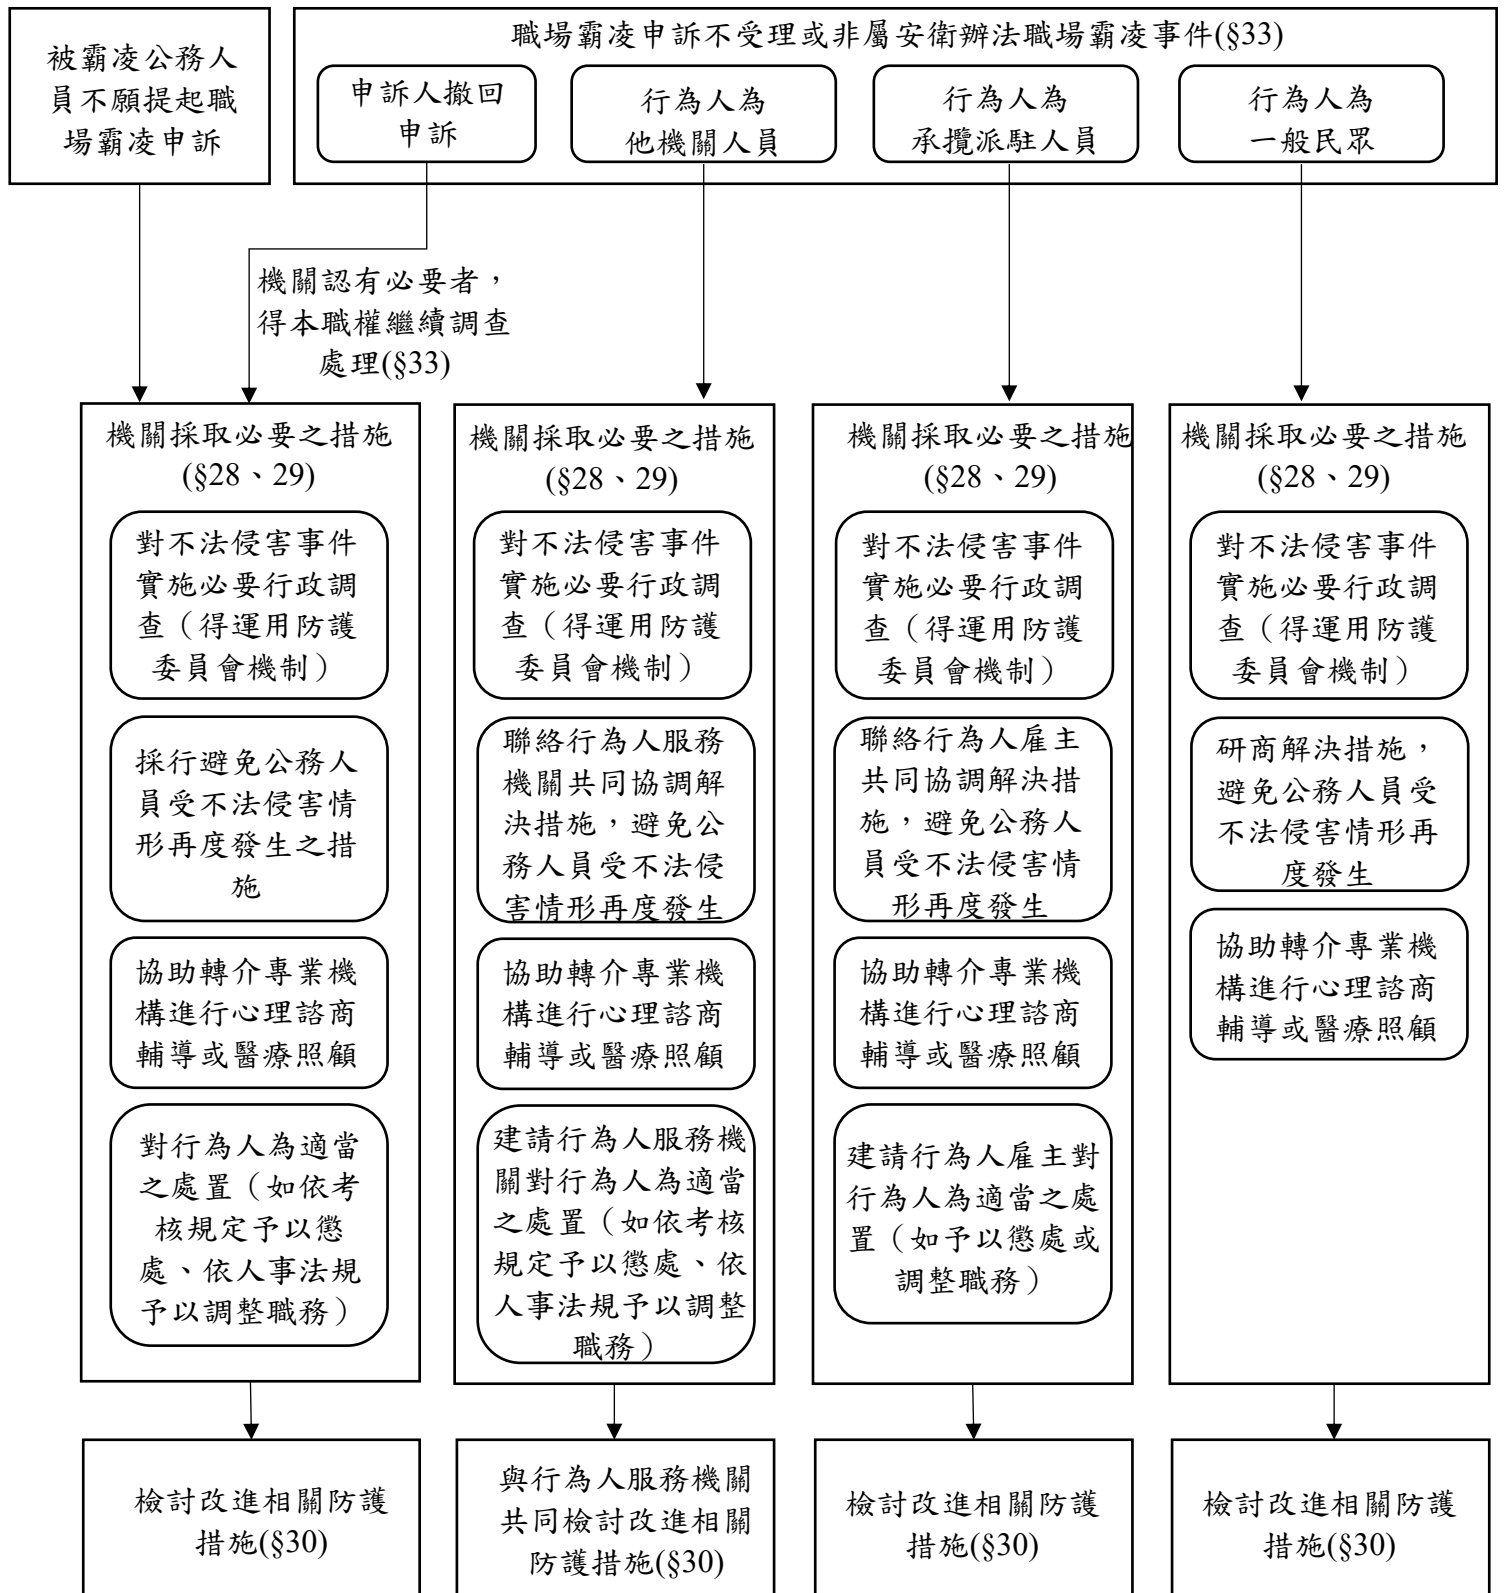 被霸凌公務人
員不願提起職
場霸凌申訴
職場霸凌申訴不受理或非屬安衛辦法職場霸凌事件(§33)
申訴人撤回
申訴
行為人為
他機關人員
行為人為
承攬派駐人員
行為人為
一般民眾
機關認有必要者，
得本職權繼續調查
處理(§33)
機關採取必要之措施
(§28、29)
對不法侵害事件
實施必要行政調
查（得運用防護
委員會機制）
採行避免公務人
員受不法侵害情
形再度發生之措
施
協助轉介專業機
構進行心理諮商
輔導或醫療照顧
對行為人為適當
之處置（如依考
核規定予以懲
處、依人事法規
予以調整職務）
檢討改進相關防護
措施(§30)
機關採取必要之措施
(§28、29)
對不法侵害事件
實施必要行政調
查（得運用防護
委員會機制）
聯絡行為人服務
機關共同協調解
決措施，避免公
務人員受不法侵
害情形再度發生
協助轉介專業機
構進行心理諮商
輔導或醫療照顧
建請行為人服務機
關對行為人為適當
之處置（如依考核
規定予以懲處、依
人事法規予以調整
職務）
與行為人服務機關
共同檢討改進相關
防護措施(§30)
機關採取必要之措施
(§28、29)
對不法侵害事件
實施必要行政調
查（得運用防護
委員會機制）
聯絡行為人雇主
共同協調解決措
施，避免公務人
員受不法侵害情
形再度發生
協助轉介專業機
構進行心理諮商
輔導或醫療照顧
建請行為人雇主對
行為人為適當之處
置（如予以懲處或
調整職務）
檢討改進相關防護
措施(§30)
機關採取必要之措施
(§28、29)
對不法侵害事件
實施必要行政調
查（得運用防護
委員會機制）
研商解決措施，
避免公務人員受
不法侵害情形再
度發生
協助轉介專業機
構進行心理諮商
輔導或醫療照顧
檢討改進相關防護
措施(§30)